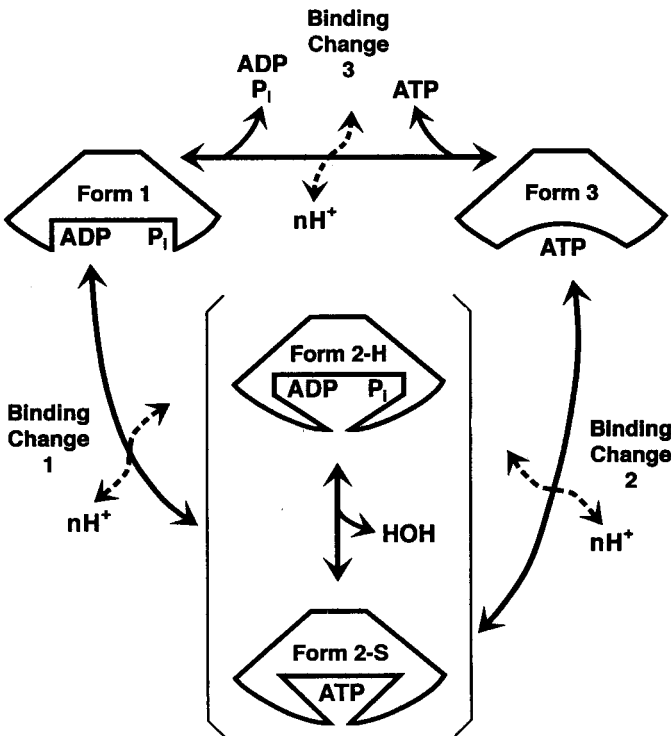 Binding
Change
3
ADP
Pi
ATP
Form 1
ADP Pi
nH+
Form 3
ATP
Form 2-H
ADP Pi
Binding
Change
1
nH+
Binding
Change
2
nH+
HOH
Form 2-S
ATP